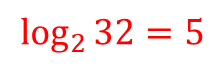 log₂ 32 = 5